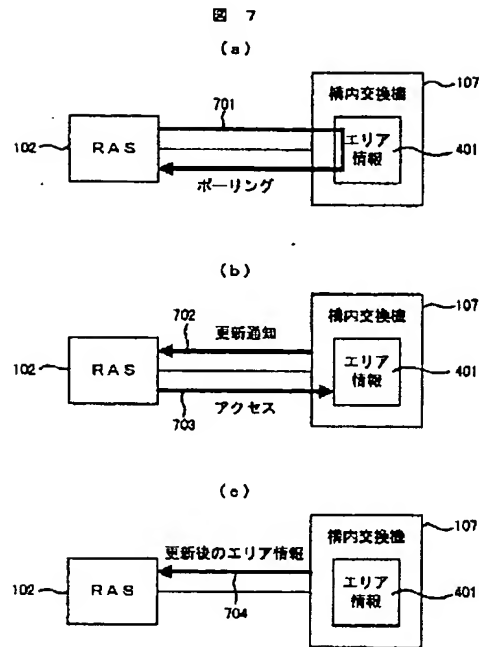 図 7
(a)
107
構内交換機
701
102
RAS
エリア
情報
401
ポーリング
(b)
107
構内交換機
702
更新通知
102
RAS
エリア
情報
401
703
アクセス
(c)
107
構内交換機
更新後のエリア情報
102
RAS
エリア
情報
401
704